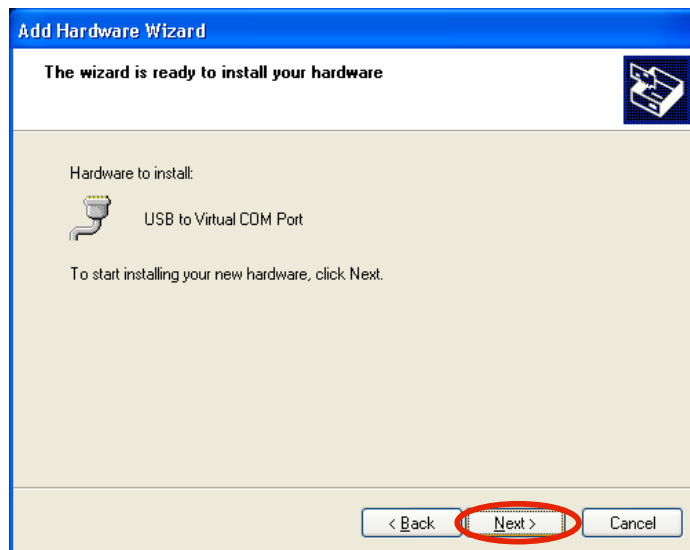 Add Hardware Wizard
The wizard is ready to install your hardware
Hardware to install:
USB to Virtual COM Port
To start installing your new hardware, click Next.
< Back Next > Cancel